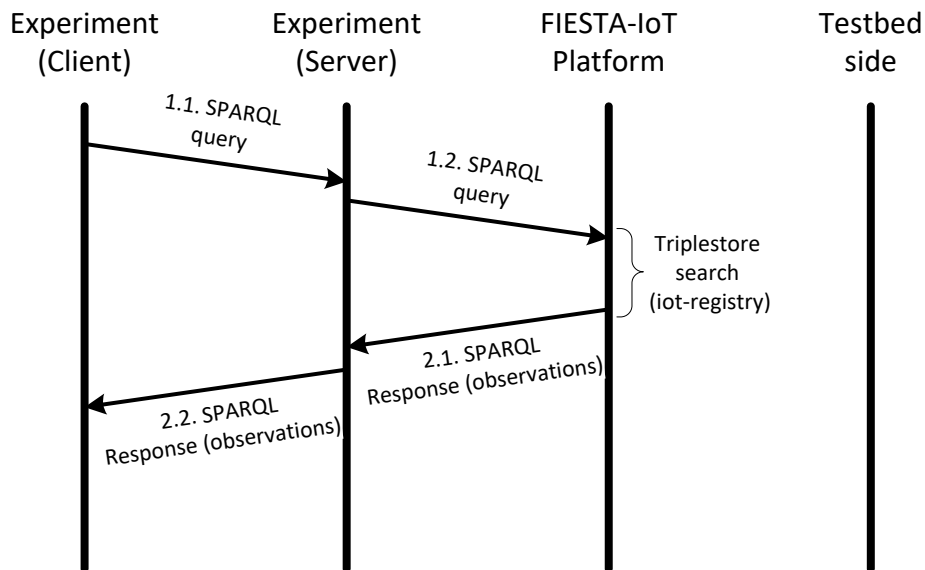 Experiment
(Client)
Experiment
(Server)
FIESTA-IoT
Platform
Testbed
side
1.1. SPARQL
query
1.2. SPARQL
query
Triplestore
search
(iot-registry)
2.1. SPARQL
Response (observations)
2.2. SPARQL
Response (observations)